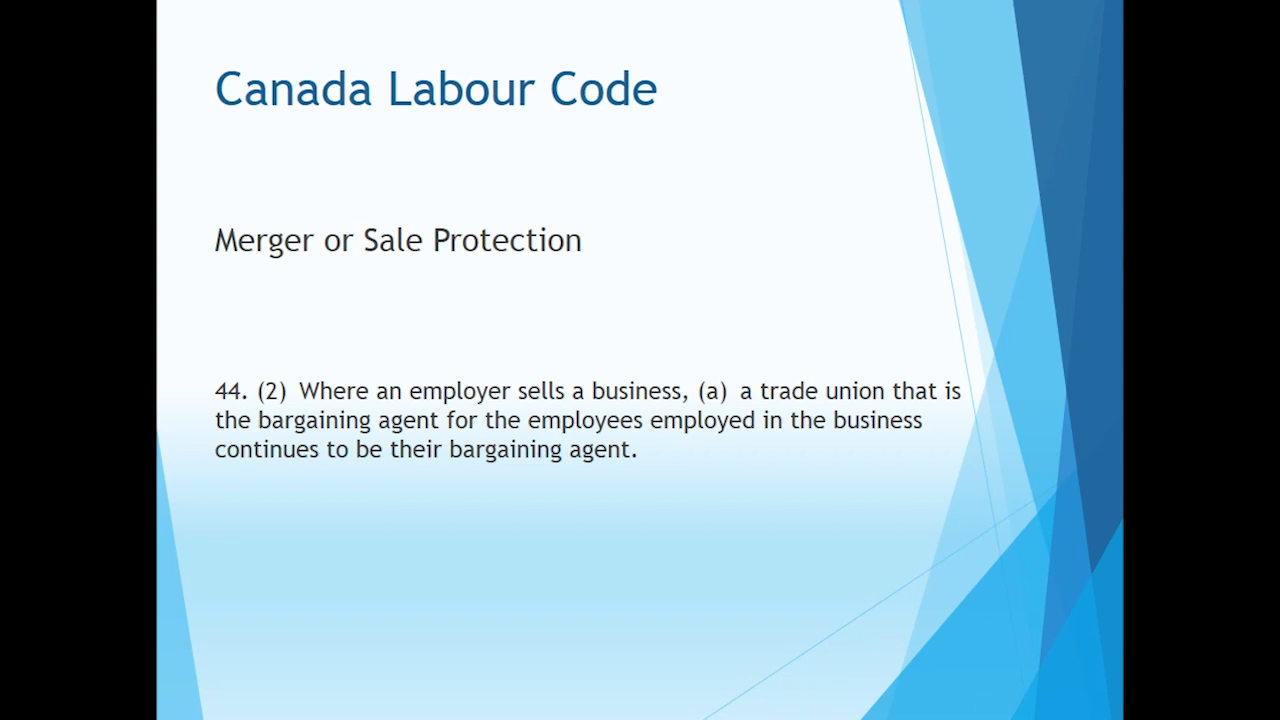 Canada Labour Code
Merger or Sale Protection
44. (2) Where an employer sells a business, (a) a trade union that is
the bargaining agent for the employees employed in the business
continues to be their bargaining agent.